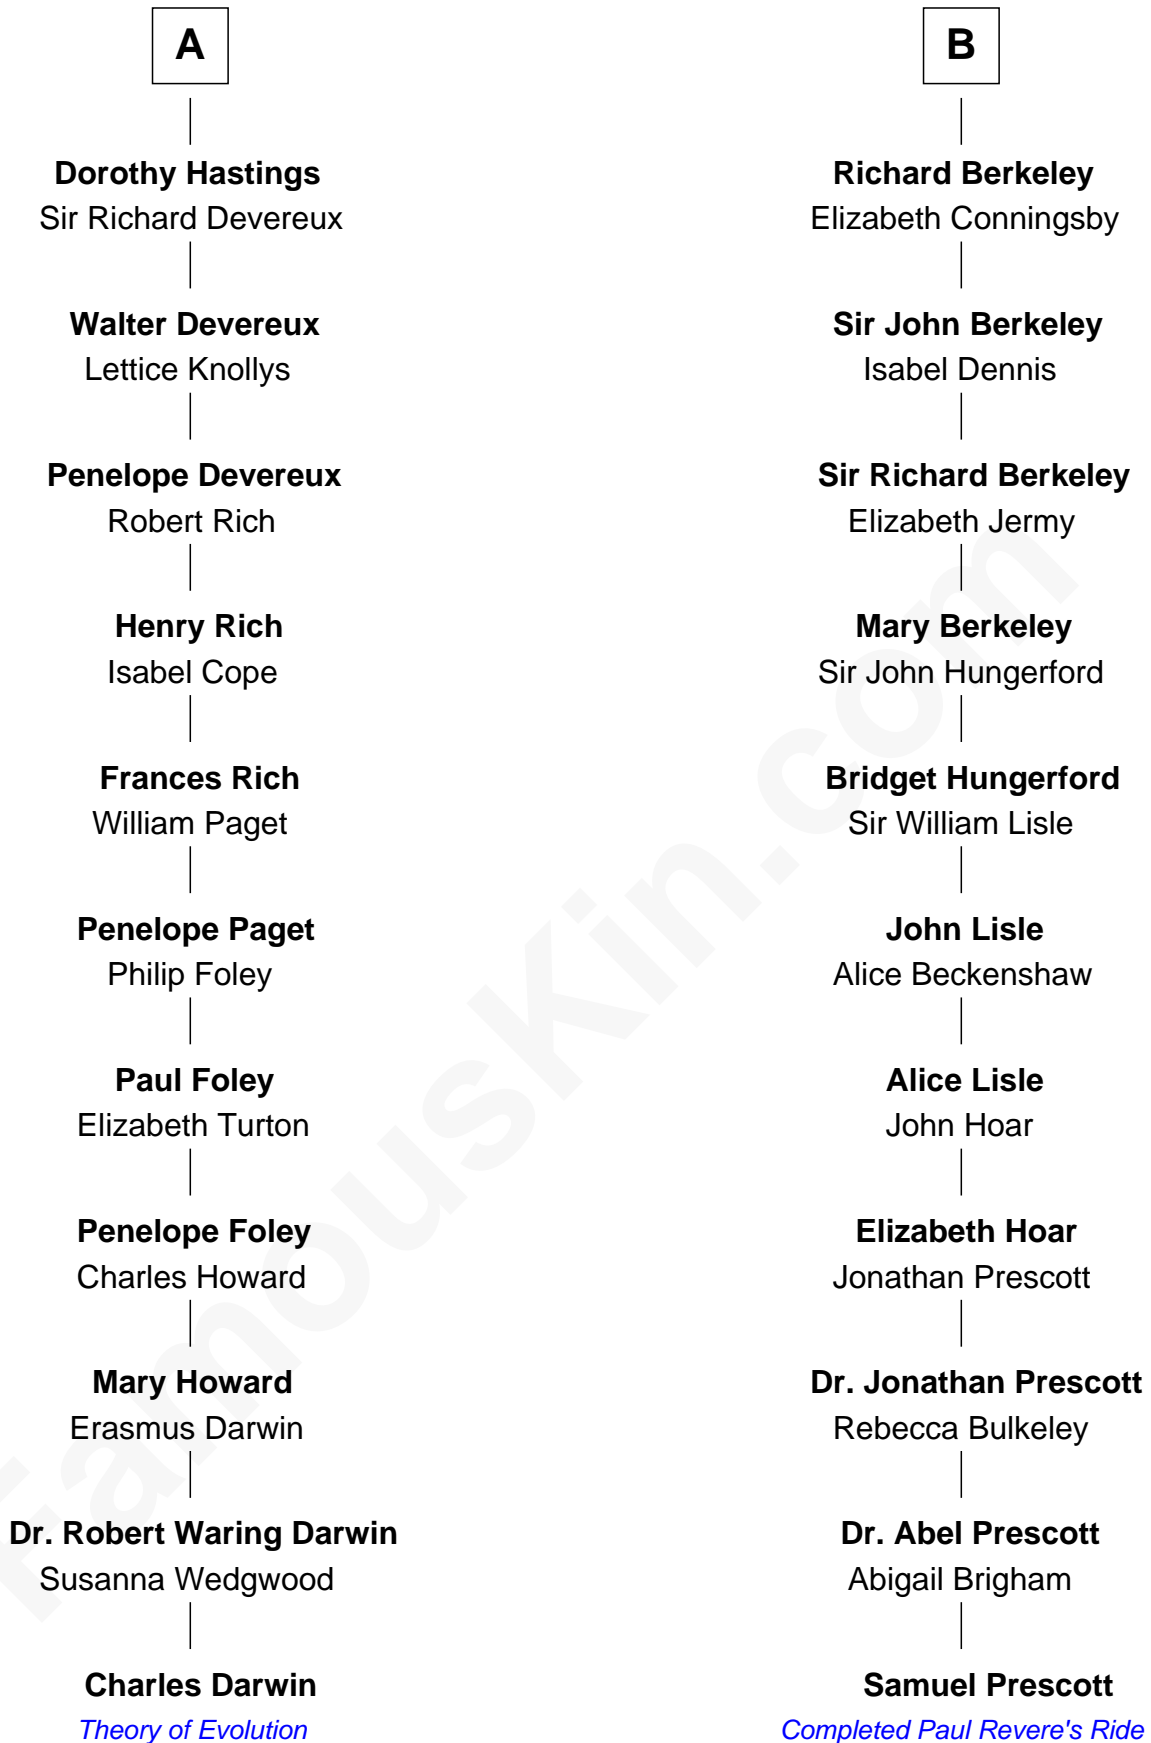 A
Dorothy Hastings
Sir Richard Devereux
Walter Devereux
Lettice Knollys
Penelope Devereux
Robert Rich
Henry Rich
Isabel Cope
Frances Rich
William Paget
Penelope Paget
Philip Foley
Paul Foley
Elizabeth Turton
Penelope Foley
Charles Howard
Mary Howard
Erasmus Darwin
Dr. Robert Waring Darwin
Susanna Wedgwood
Charles Darwin
Theory of Evolution
B
Richard Berkeley
Elizabeth Conningsby
Sir John Berkeley
Isabel Dennis
Sir Richard Berkeley
Elizabeth Jermy
Mary Berkeley
Sir John Hungerford
Bridget Hungerford
Sir William Lisle
John Lisle
Alice Beckenshaw
Alice Lisle
John Hoar
Elizabeth Hoar
Jonathan Prescott
Dr. Jonathan Prescott
Rebecca Bulkeley
Dr. Abel Prescott
Abigail Brigham
Samuel Prescott
Completed Paul Revere's Ride
FamousKin.com